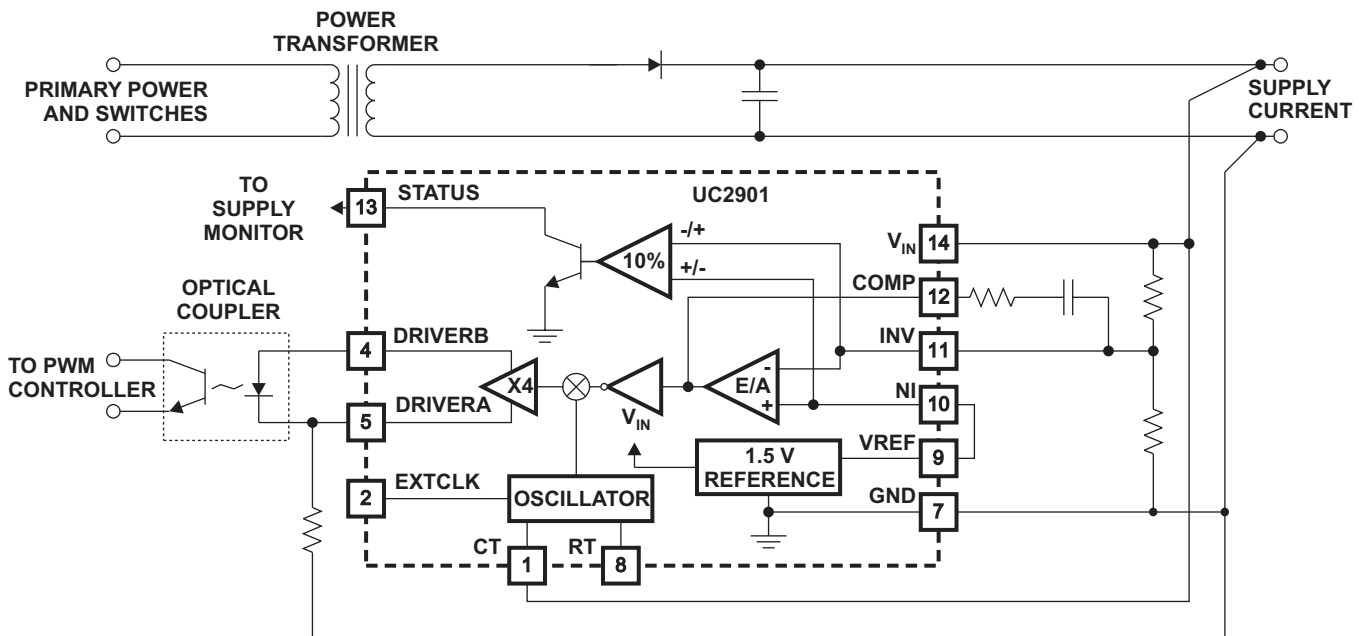 POWER
TRANSFORMER
PRIMARY POWER
AND SWITCHES
SUPPLY
CURRENT
TO
SUPPLY
MONITOR
13
STATUS
UC2901
-/+
10%
+/-
VIN
14
COMP
12
OPTICAL
COUPLER
TO PWM
CONTROLLER
4
DRIVERB
INV
11
X4
VIN
E/A
-
+
5
DRIVERA
NI
10
VREF
9
1.5 V
REFERENCE
2
EXTCLK
OSCILLATOR
GND
7
CT
1
RT
8